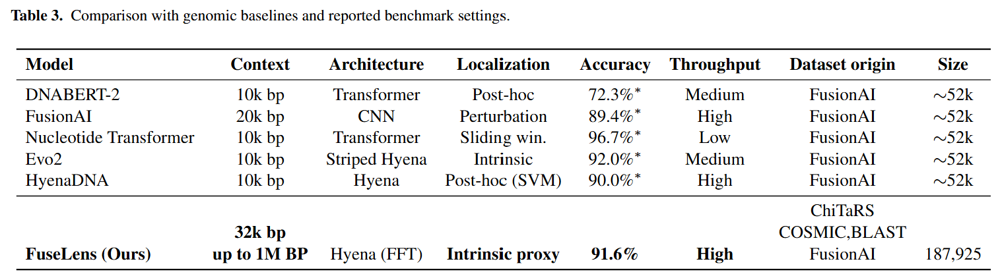 Table 3. Comparison with genomic baselines and reported benchmark settings.
Model Context Architecture Localization Accuracy Throughput Dataset origin Size
DNABERT-2 10k bp Transformer Post-hoc 72.3%* Medium FusionAI ~52k
FusionAI 20k bp CNN Perturbation 89.4%* High FusionAI ~52k
Nucleotide Transformer 10k bp Transformer Sliding win. 96.7%* Low FusionAI ~52k
Evo2 10k bp Striped Hyena Intrinsic 92.0%* Medium FusionAI ~52k
HyenaDNA 10k bp Hyena Post-hoc (SVM) 90.0%* High FusionAI ~52k
ChiTaRS
32k bp COSMIC,BLAST
FuseLens (Ours) up to 1M BP Hyena (FFT) Intrinsic proxy 91.6% High FusionAI 187,925